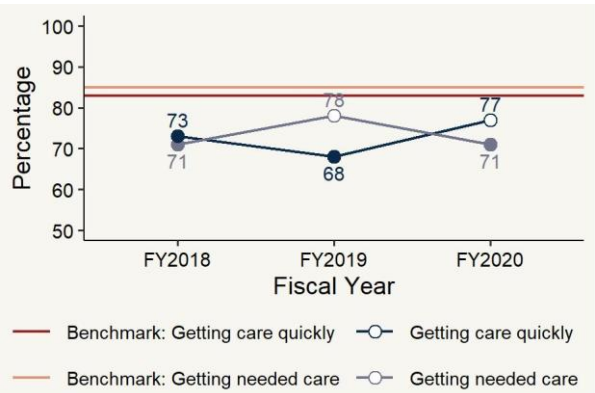 Percentage
100
90
80
70
60
50
73
71
78
68
77
71
FY2018 FY2019 FY2020
Fiscal Year
Benchmark: Getting care quickly Getting care quickly
Benchmark: Getting needed care Getting needed care